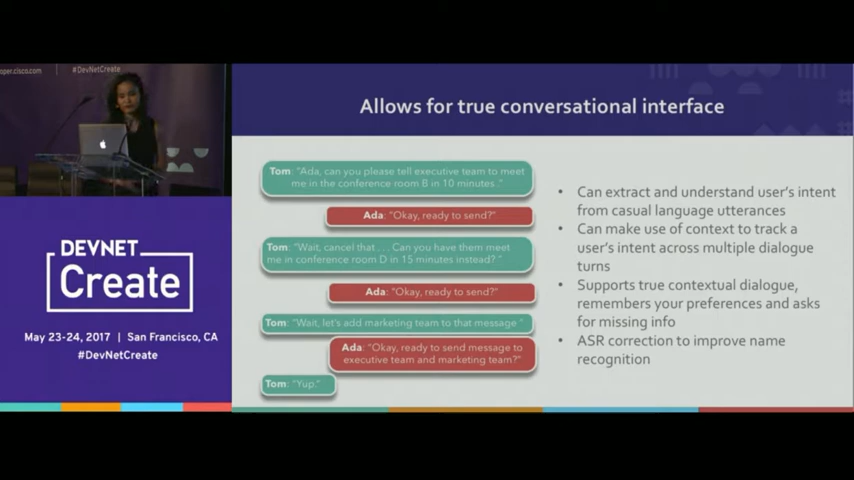 per.cisco.com | #DevNetCreate
Allows for true conversational interface
Tom: "Ada, can you please tell executive team to meet
me in the conference room B in 10 minutes."
Ada: "Okay, ready to send?"
Tom: "Wait, cancel that . . . Can you have them meet
me in conference room D in 15 minutes instead?"
Ada: "Okay, ready to send?"
Tom: "Wait, let's add marketing team to that message"
Ada: "Okay, ready to send message to
executive team and marketing team?"
Tom: "Yup."
• Can extract and understand user's intent
from casual language utterances
• Can make use of context to track a
user's intent across multiple dialogue
turns
• Supports true contextual dialogue,
remembers your preferences and asks
for missing info
• ASR correction to improve name
recognition
DEVNET
Create
May 23-24, 2017 | San Francisco, CA
#DevNetCreate